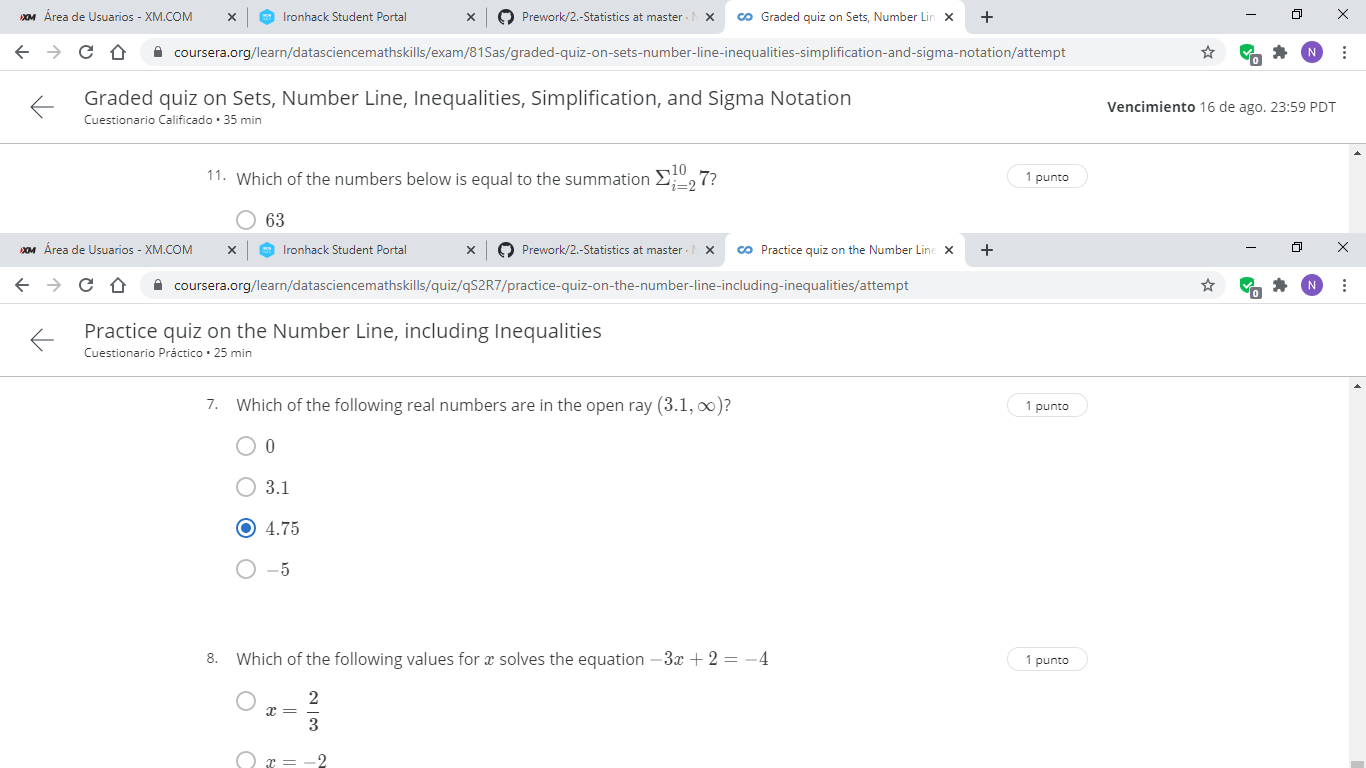 XM Área de Usuarios - XM.COM Ironhack Student Portal Prework/2.-Statistics at master · Graded quiz on Sets, Number Lin
coursera.org/learn/datasciencemathskills/exam/81Sas/graded-quiz-on-sets-number-line-inequalities-simplification-and-sigma-notation/attempt 0 N
Graded quiz on Sets, Number Line, Inequalities, Simplification, and Sigma Notation
Cuestionario Calificado • 35 min
Vencimiento 16 de ago. 23:59 PDT
11. Which of the numbers below is equal to the summation Σ_{i=2}^{10} 7?
1 punto
63
XM Área de Usuarios - XM.COM Ironhack Student Portal Prework/2.-Statistics at master · Practice quiz on the Number Line
coursera.org/learn/datasciencemathskills/quiz/qS2R7/practice-quiz-on-the-number-line-including-inequalities/attempt 0 N
Practice quiz on the Number Line, including Inequalities
Cuestionario Práctico • 25 min
7. Which of the following real numbers are in the open ray (3.1, ∞)?
1 punto
0
3.1
4.75
−5
8. Which of the following values for x solves the equation −3x + 2 = −4
1 punto
x = 2/3
x = −2